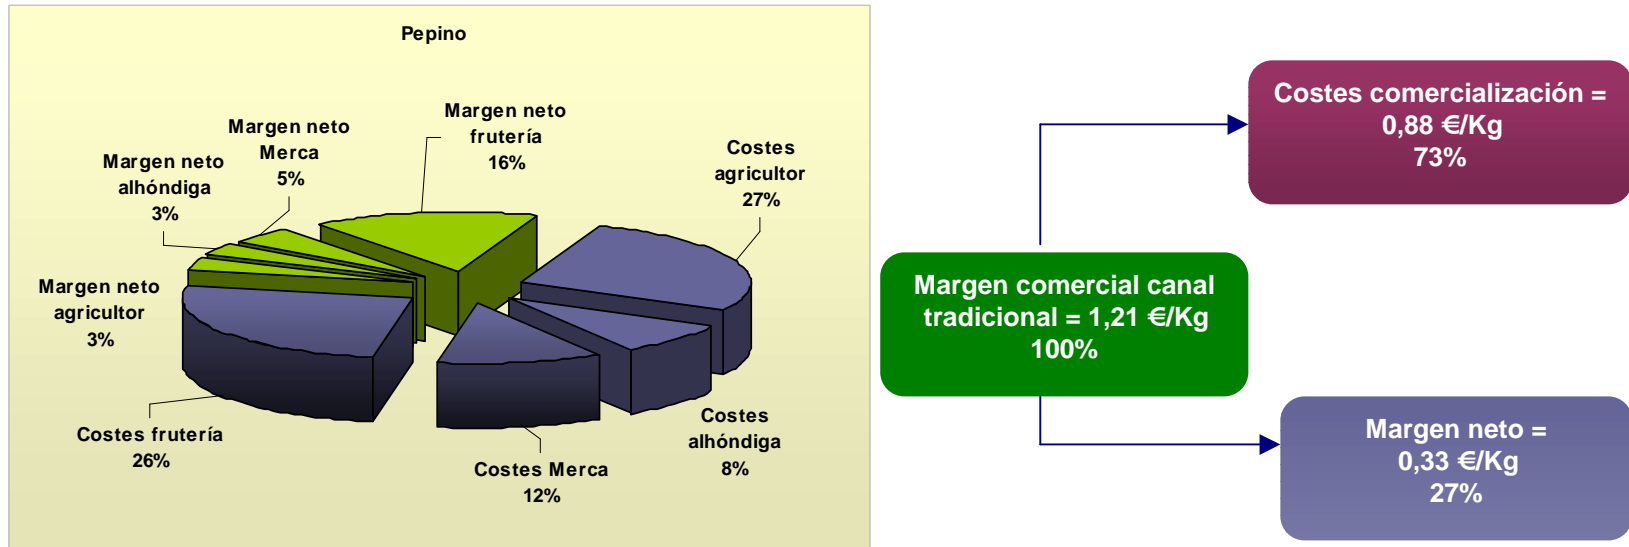 Pepino
Margen neto
frutería
16%
Margen neto
Merca
5%
Margen neto
alhóndiga
3%
Margen neto
agricultor
3%
Costes
agricultor
27%
Costes
alhóndiga
8%
Costes Merca
12%
Costes frutería
26%
Costes comercialización =
0,88 €/Kg
73%
Margen comercial canal
tradicional = 1,21 €/Kg
100%
Margen neto =
0,33 €/Kg
27%